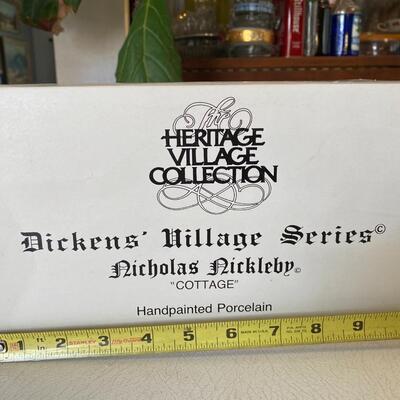 The
HERITAGE
VILLAGE
COLLECTION
Dickens' Village Series©
Nicholas Nickleby©
"COTTAGE"
Handpainted Porcelain
1 2 3 4 5 6 7 8 9